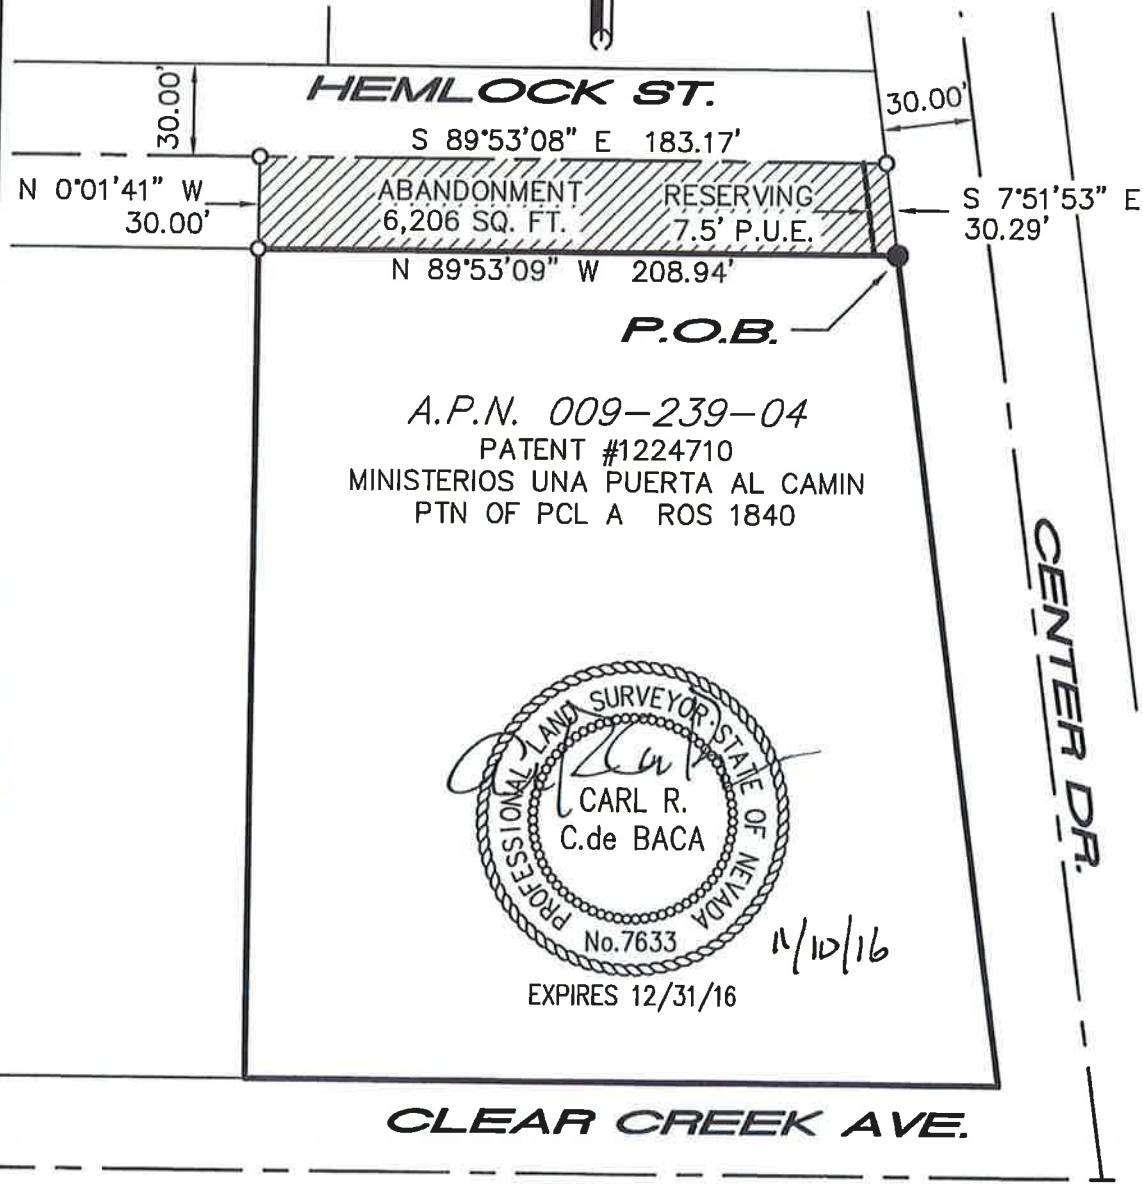 HEMLOCK ST.
30.00'
30.00'
S 89°53'08" E 183.17'
N 0°01'41" W
30.00'
ABANDONMENT
6,206 SQ. FT.
RESERVING
7.5' P.U.E.
S 7°51'53" E
30.29'
N 89°53'09" W 208.94'
P.O.B.
A.P.N. 009-239-04
PATENT #1224710
MINISTERIOS UNA PUERTA AL CAMIN
PTN OF PCL A ROS 1840
CENTER DR.
PROFESSIONAL LAND SURVEYOR · STATE OF NEVADA
CARL R.
C.de BACA
No.7633
11/10/16
EXPIRES 12/31/16
CLEAR CREEK AVE.